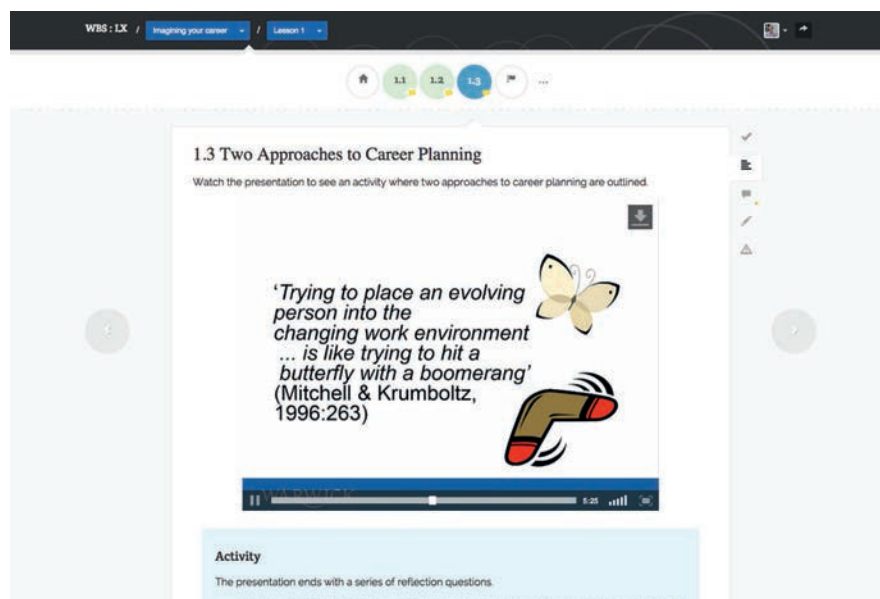 WBS : LX / Imagining your career / Lesson 1
1.1 1.2 1.3 ...
1.3 Two Approaches to Career Planning
Watch the presentation to see an activity where two approaches to career planning are outlined.
‘Trying to place an evolving
person into the
changing work environment
... is like trying to hit a
butterfly with a boomerang’
(Mitchell & Krumboltz,
1996:263)
WARWICK
5:25
Activity
The presentation ends with a series of reflection questions.